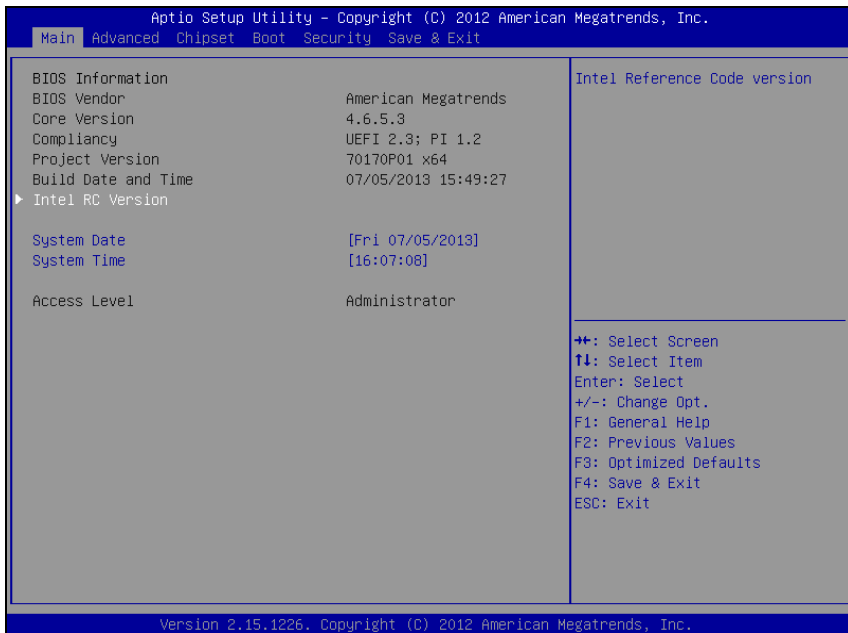 Aptio Setup Utility – Copyright (C) 2012 American Megatrends, Inc.
Main Advanced Chipset Boot Security Save & Exit
BIOS Information
BIOS Vendor American Megatrends
Core Version 4.6.5.3
Compliancy UEFI 2.3; PI 1.2
Project Version 70170P01 x64
Build Date and Time 07/05/2013 15:49:27
Intel RC Version
System Date [Fri 07/05/2013]
System Time [16:07:08]
Access Level Administrator
Intel Reference Code version
→←: Select Screen
↑↓: Select Item
Enter: Select
+/-: Change Opt.
F1: General Help
F2: Previous Values
F3: Optimized Defaults
F4: Save & Exit
ESC: Exit
Version 2.15.1226. Copyright (C) 2012 American Megatrends, Inc.